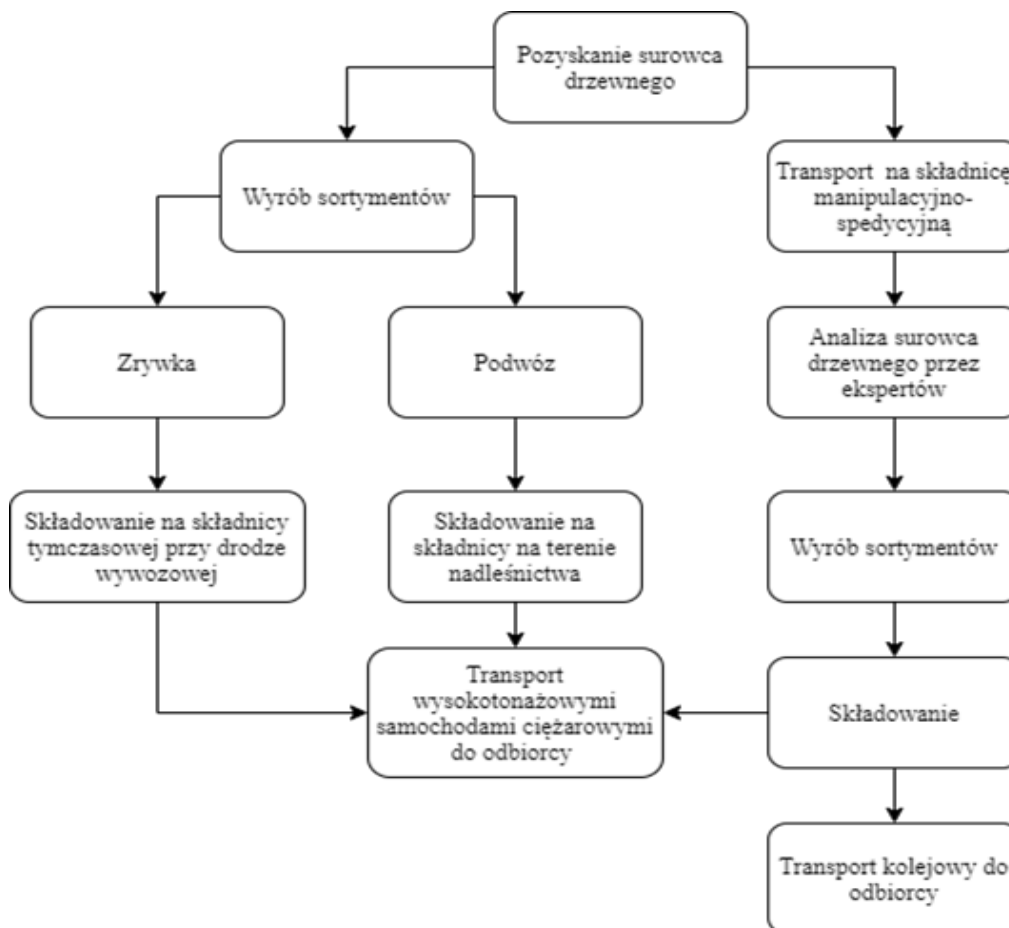 Pozyskanie surowca
drzewnego
Wyrób sortymentów
Transport na składnicę
manipulacyjno-
spedycyjną
Zrywka
Podwóz
Analiza surowca
drzewnego przez
ekspertów
Składowanie na składnicy
tymczasowej przy drodze
wywozowej
Składowanie na
składnicy na terenie
nadleśnictwa
Wyrób sortymentów
Transport
wysokotonażowymi
samochodami ciężarowymi
do odbiorcy
Składowanie
Transport kolejowy do
odbiorcy